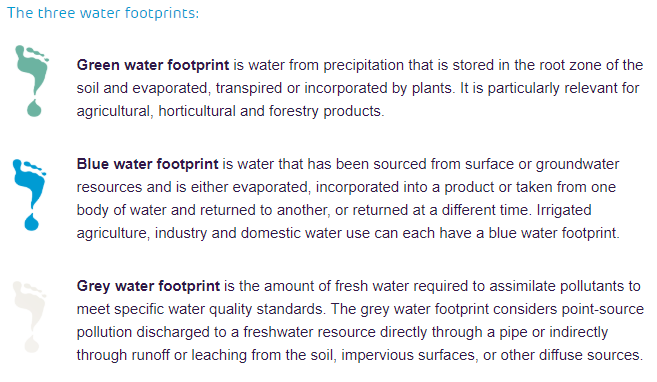 The three water footprints:
Green water footprint is water from precipitation that is stored in the root zone of the
soil and evaporated, transpired or incorporated by plants. It is particularly relevant for
agricultural, horticultural and forestry products.
Blue water footprint is water that has been sourced from surface or groundwater
resources and is either evaporated, incorporated into a product or taken from one
body of water and returned to another, or returned at a different time. Irrigated
agriculture, industry and domestic water use can each have a blue water footprint.
Grey water footprint is the amount of fresh water required to assimilate pollutants to
meet specific water quality standards. The grey water footprint considers point-source
pollution discharged to a freshwater resource directly through a pipe or indirectly
through runoff or leaching from the soil, impervious surfaces, or other diffuse sources.